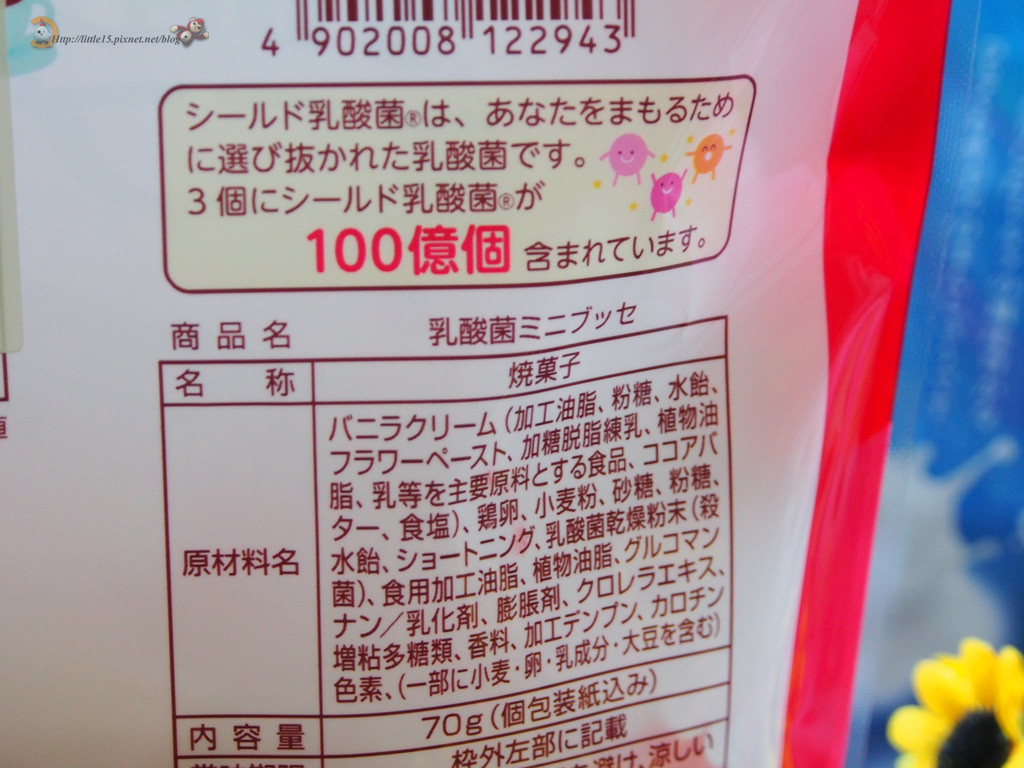 Http://little15.pixnet.net/blog
4 902008 122943
シールド乳酸菌®は、あなたをまもるため
に選び抜かれた乳酸菌です。
3個にシールド乳酸菌®が
100億個 含まれています。
商品名 乳酸菌ミニブッセ
名称 焼菓子
原材料名
バニラクリーム（加工油脂、粉糖、水飴、
フラワーペースト、加糖脱脂練乳、植物油
脂、乳等を主要原料とする食品、ココアバ
ター、食塩）、鶏卵、小麦粉、砂糖、粉糖、
水飴、ショートニング、乳酸菌乾燥粉末（殺
菌）、食用加工油脂、植物油脂、グルコマン
ナン／乳化剤、膨脹剤、クロレラエキス、
増粘多糖類、香料、加工デンプン、カロチン
色素、（一部に小麦・卵・乳成分・大豆を含む）
内容量 70g（個包装紙込み）
枠外左部に記載
を避け、涼しい